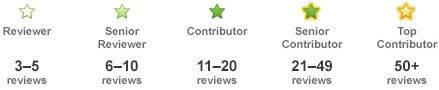 Reviewer
3–5
reviews
Senior
Reviewer
6–10
reviews
Contributor
11–20
reviews
Senior
Contributor
21–49
reviews
Top
Contributor
50+
reviews